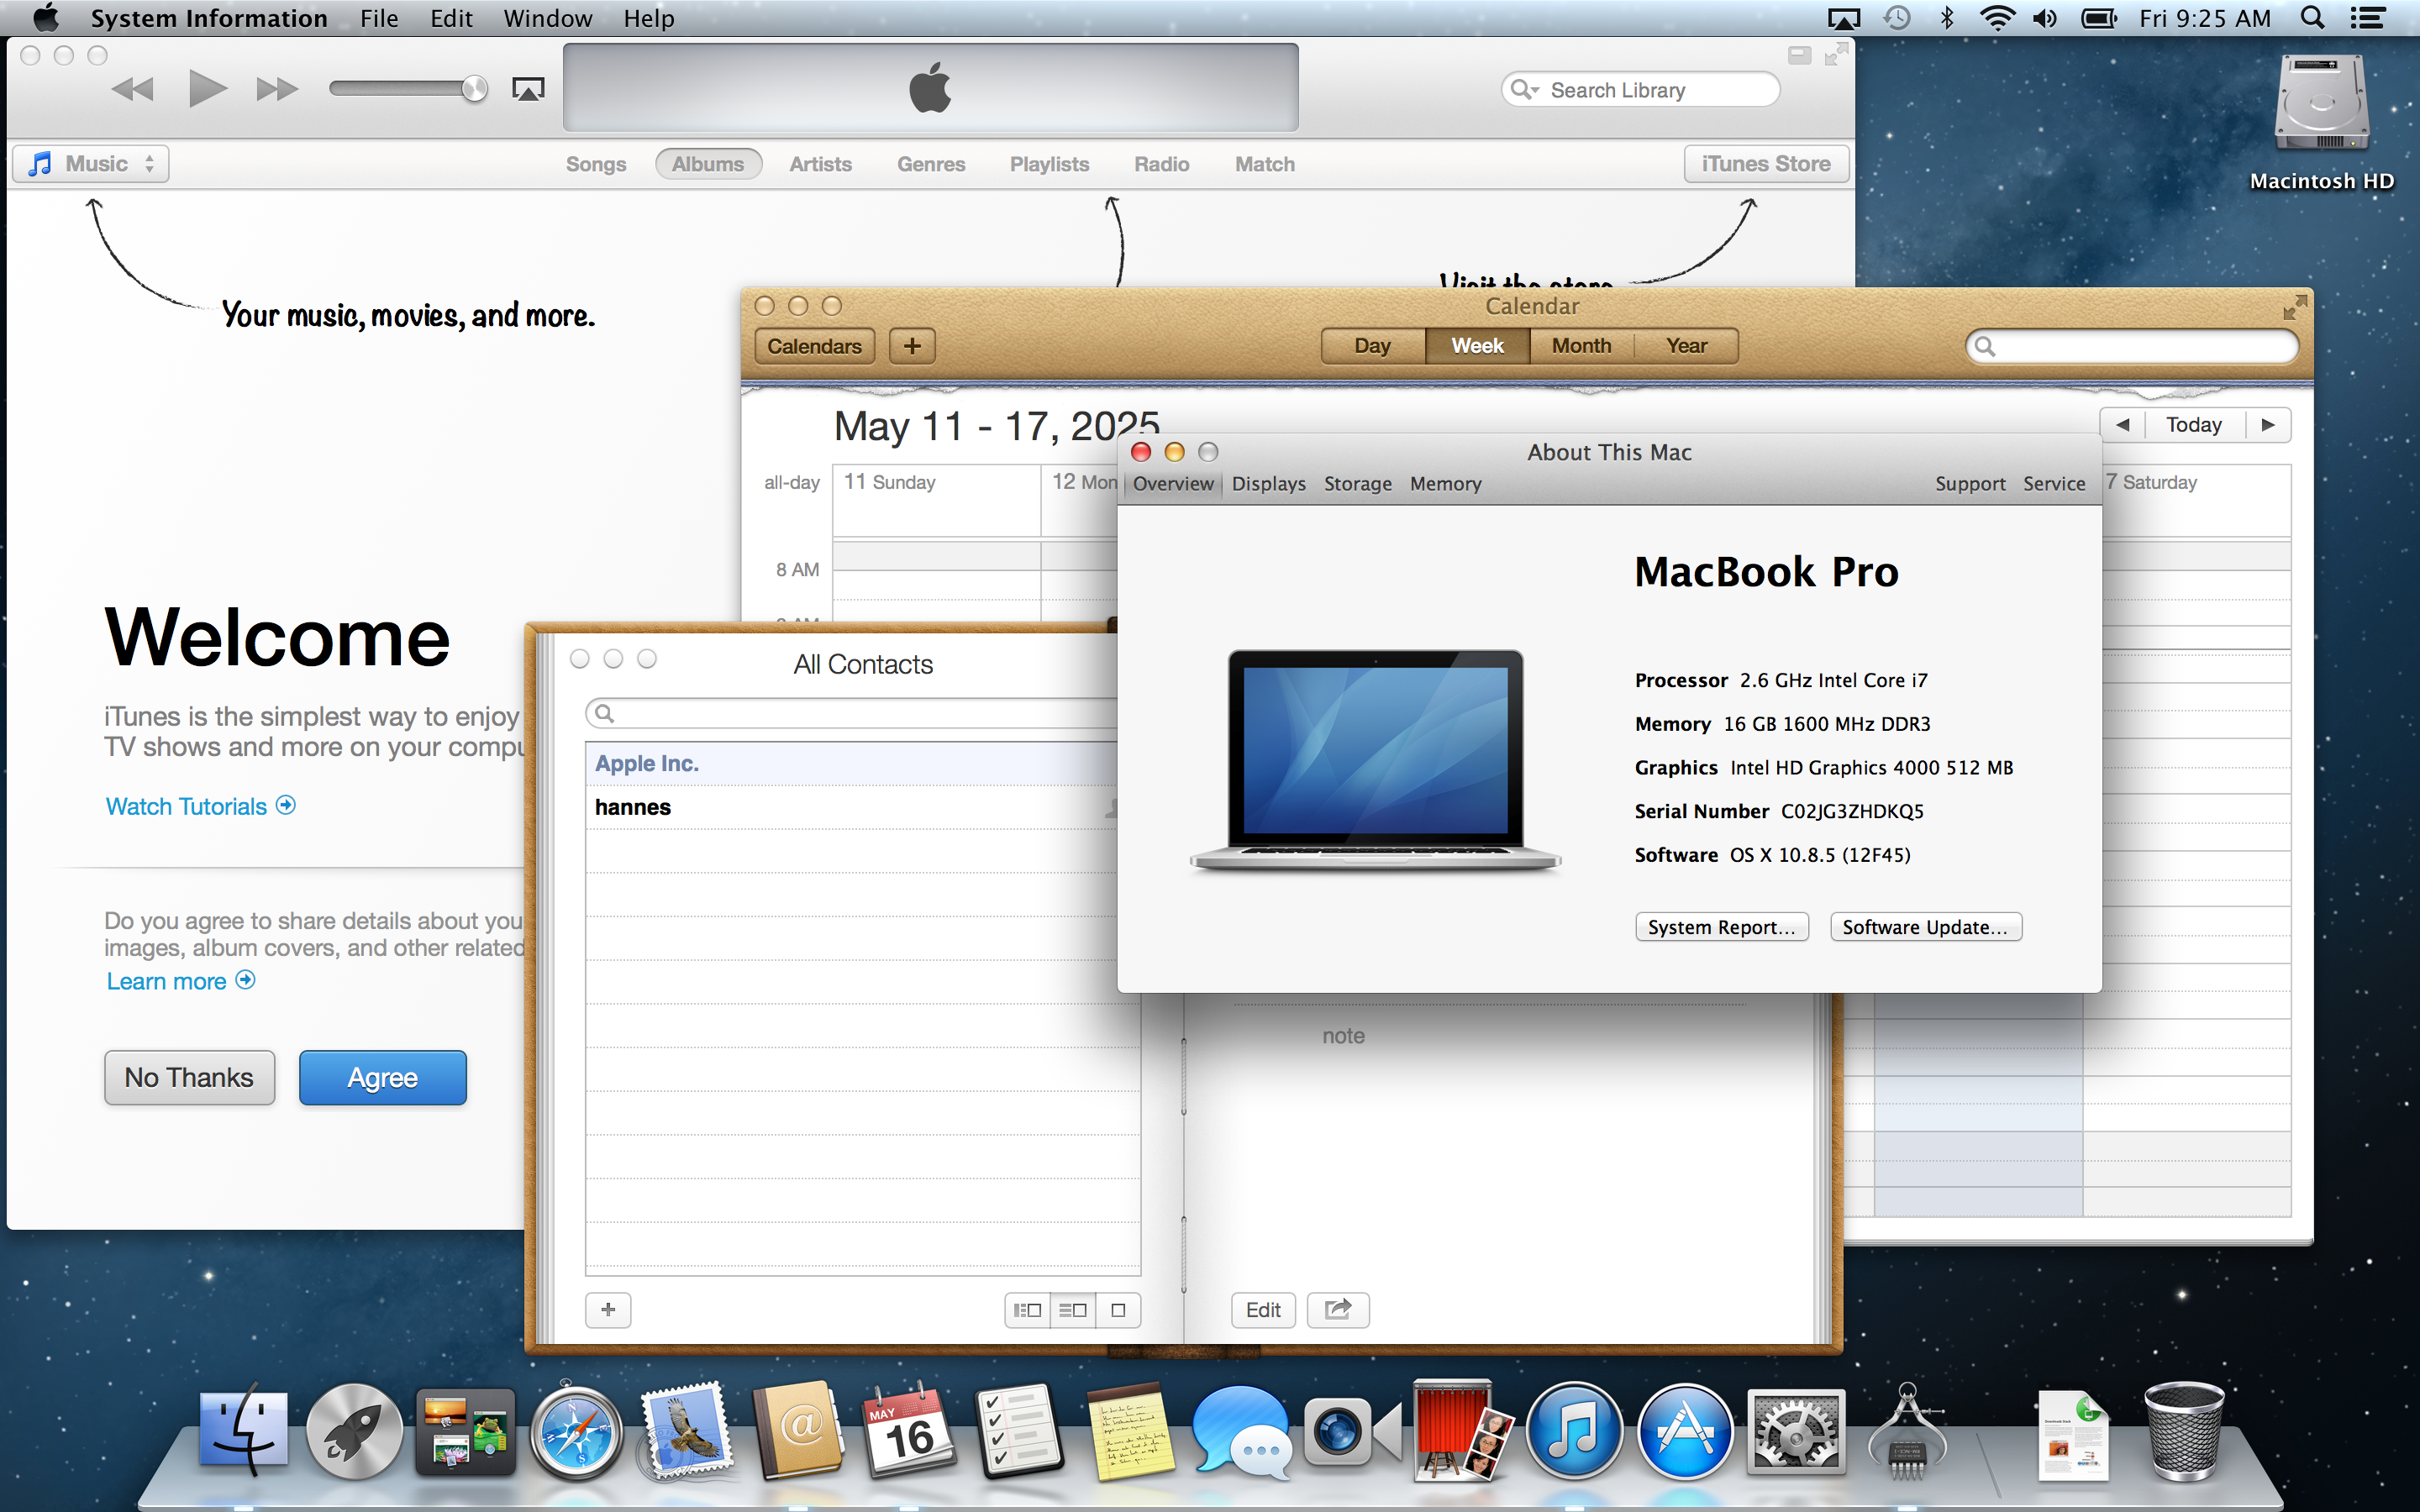 System Information File Edit Window Help
Fri 9:25 AM
Search Library
Music
Songs Albums Artists Genres Playlists Radio Match
iTunes Store
Macintosh HD
Your music, movies, and more.
Visit the store
Calendar
Calendars + Day Week Month Year
May 11 - 17, 2025
Today
all-day 11 Sunday 12 Mon
7 Saturday
8 AM
About This Mac
Overview Displays Storage Memory
Support Service
MacBook Pro
Processor 2.6 GHz Intel Core i7
Memory 16 GB 1600 MHz DDR3
Graphics Intel HD Graphics 4000 512 MB
Serial Number C02JG3ZHDKQ5
Software OS X 10.8.5 (12F45)
System Report... Software Update...
Welcome
iTunes is the simplest way to enjoy
TV shows and more on your compu
Watch Tutorials
Do you agree to share details about you
images, album covers, and other related
Learn more
No Thanks Agree
All Contacts
Apple Inc.
hannes
note
+
Edit
MAY
16